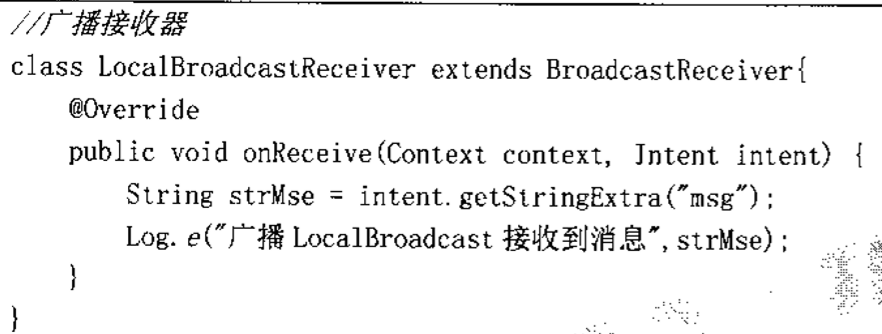 //广播接收器
class LocalBroadcastReceiver extends BroadcastReceiver{
    @Override
    public void onReceive(Context context, Intent intent) {
        String strMse = intent.getStringExtra("msg");
        Log.e("广播 LocalBroadcast 接收到消息",strMse);
    }
}